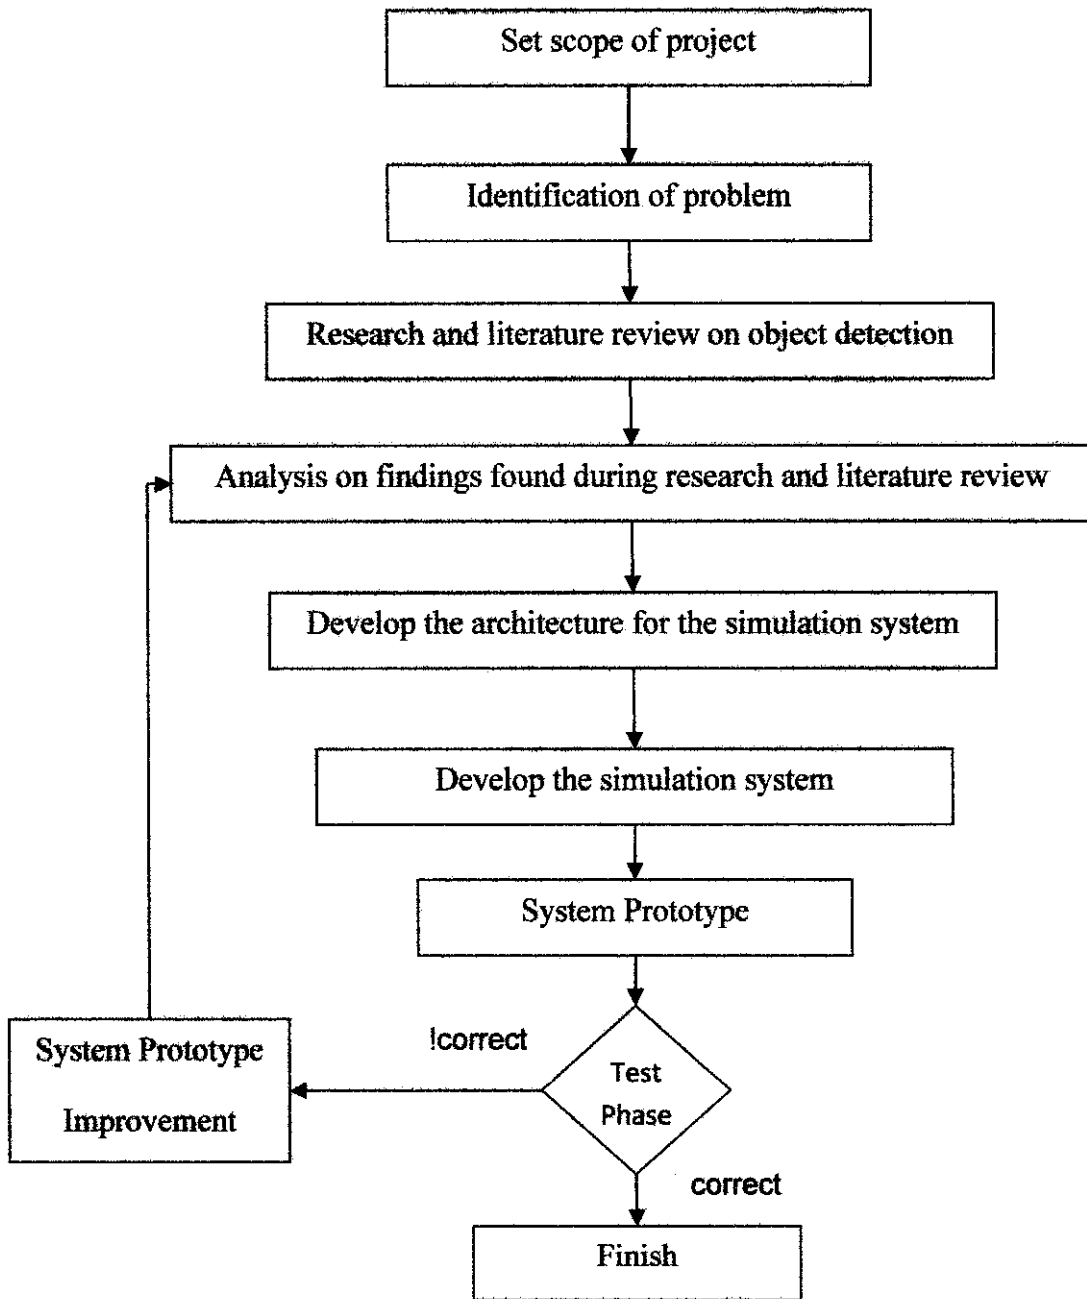 Set scope of project
Identification of problem
Research and literature review on object detection
Analysis on findings found during research and literature review
Develop the architecture for the simulation system
Develop the simulation system
System Prototype
!correct
System Prototype
Improvement
Test
Phase
correct
Finish